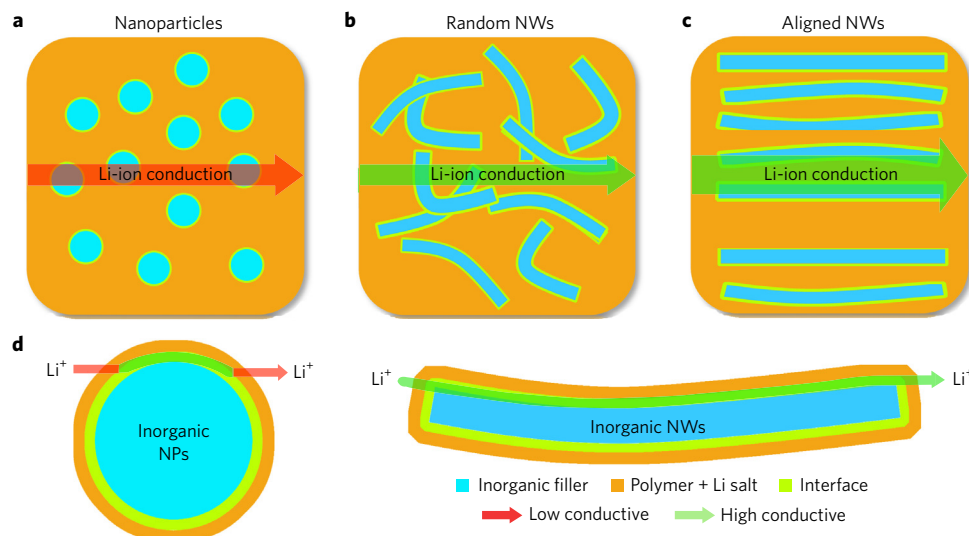 a Nanoparticles
b Random NWs
c Aligned NWs
Li-ion conduction
Li-ion conduction
Li-ion conduction
d
Li⁺
Li⁺
Inorganic
NPs
Li⁺
Li⁺
Inorganic NWs
Inorganic filler
Polymer + Li salt
Interface
Low conductive
High conductive